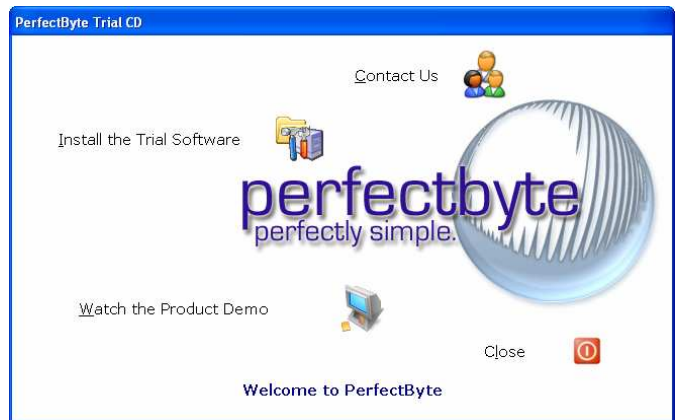 PerfectByte Trial CD
Contact Us
Install the Trial Software
perfectbyte
perfectly simple.
Watch the Product Demo
Close
Welcome to PerfectByte